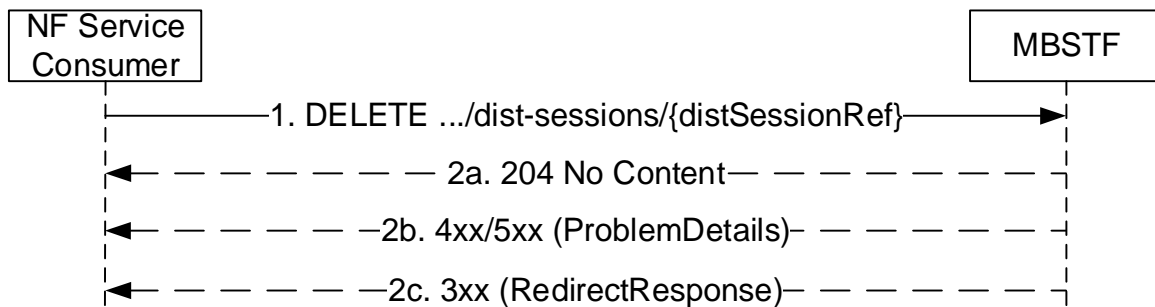 NF Service
Consumer
MBSTF
1. DELETE .../dist-sessions/{distSessionRef}
2a. 204 No Content
2b. 4xx/5xx (ProblemDetails)
2c. 3xx (RedirectResponse)